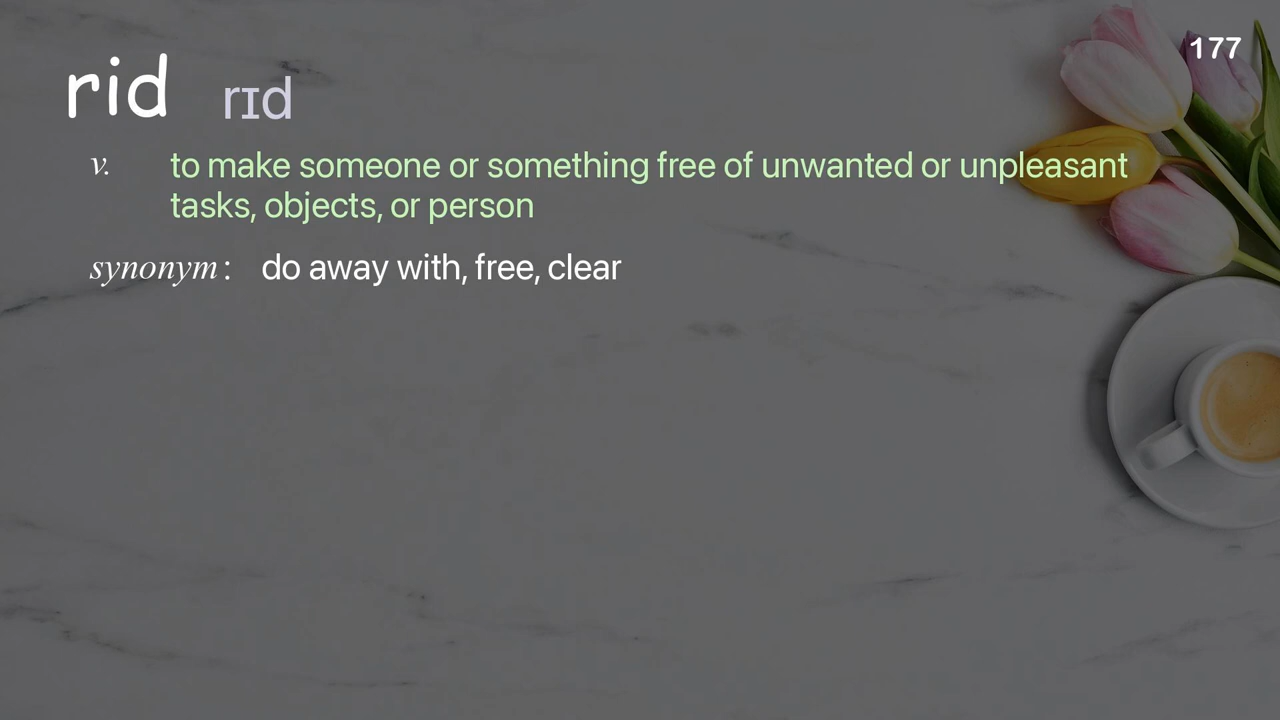 177
rid rɪd
v. to make someone or something free of unwanted or unpleasant
tasks, objects, or person
synonym: do away with, free, clear